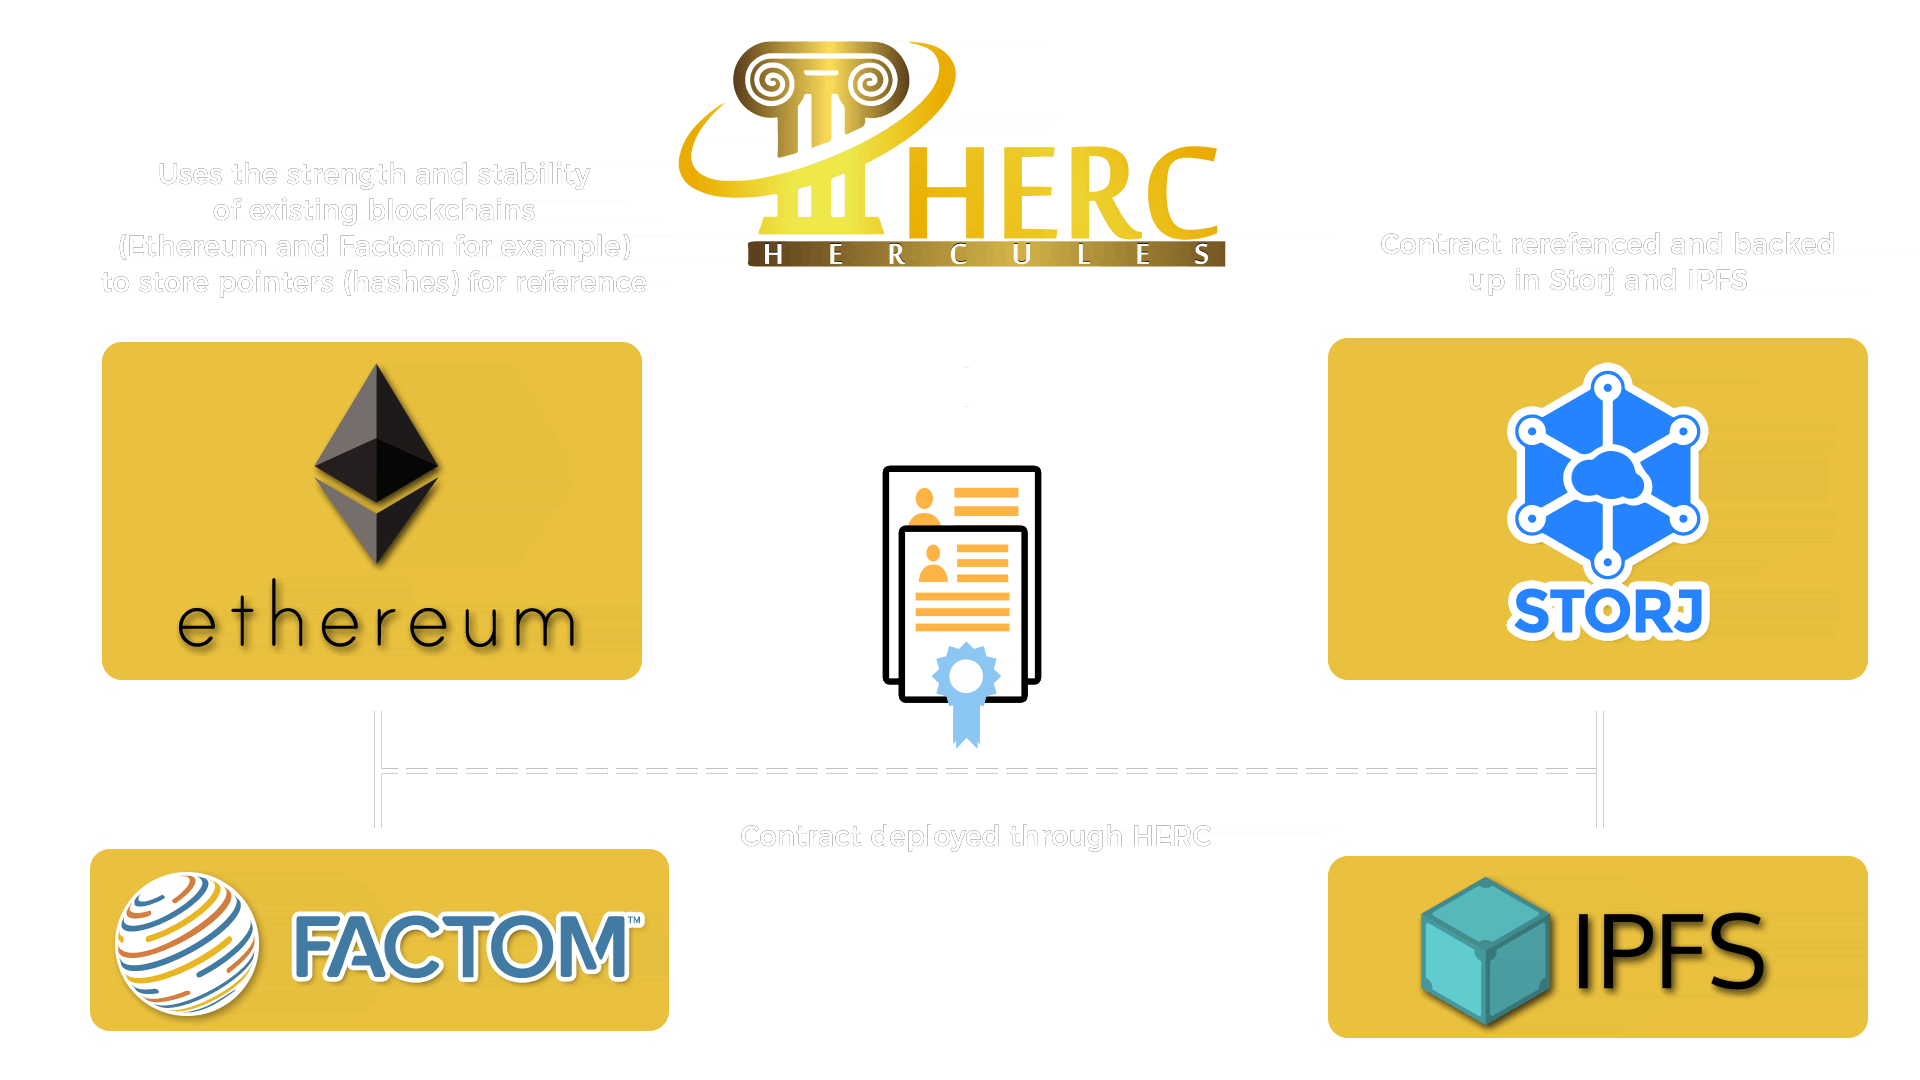 HERC
HERCULES
Uses the strength and stability
of existing blockchains
(Ethereum and Factom for example)
to store pointers (hashes) for reference
Contract rerefenced and backed
up in Storj and IPFS
ethereum
STORJ
Contract deployed through HERC
FACTOM™
IPFS